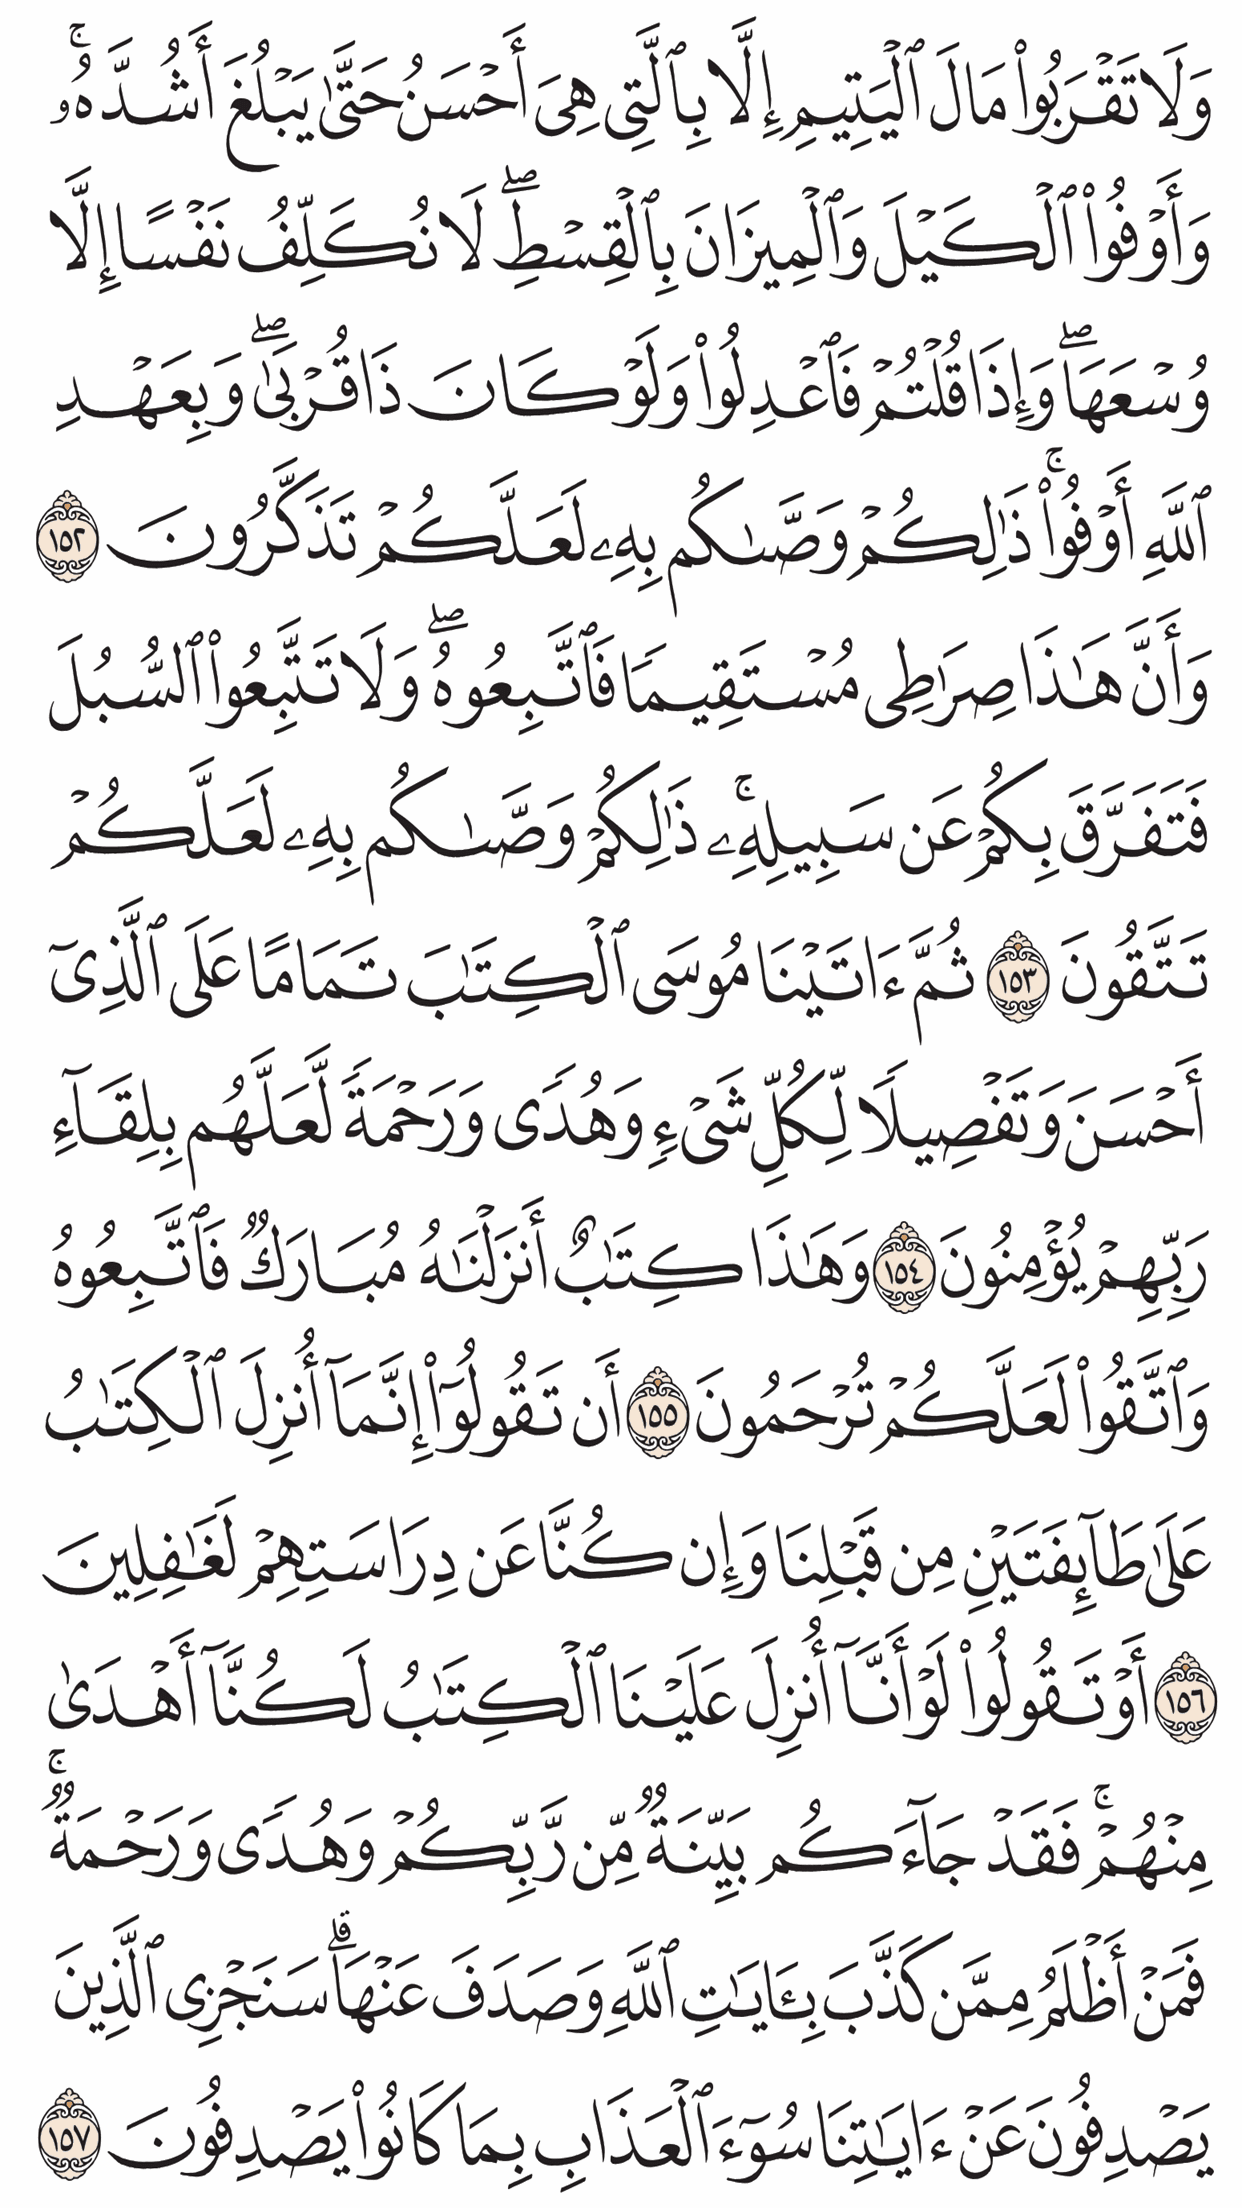 وَلَا تَقۡرَبُواْ مَالَ ٱلۡيَتِيمِ إِلَّا بِٱلَّتِي هِيَ أَحۡسَنُ حَتَّىٰ يَبۡلُغَ أَشُدَّهُۥۚ
وَأَوۡفُواْ ٱلۡكَيۡلَ وَٱلۡمِيزَانَ بِٱلۡقِسۡطِۖ لَا نُكَلِّفُ نَفۡسًا إِلَّا
وُسۡعَهَاۖ وَإِذَا قُلۡتُمۡ فَٱعۡدِلُواْ وَلَوۡ كَانَ ذَا قُرۡبَىٰۖ وَبِعَهۡدِ
ٱللَّهِ أَوۡفُواْۚ ذَٰلِكُمۡ وَصَّىٰكُم بِهِۦ لَعَلَّكُمۡ تَذَكَّرُونَ ١٥٢
وَأَنَّ هَٰذَا صِرَٰطِي مُسۡتَقِيمٗا فَٱتَّبِعُوهُۖ وَلَا تَتَّبِعُواْ ٱلسُّبُلَ
فَتَفَرَّقَ بِكُمۡ عَن سَبِيلِهِۦۚ ذَٰلِكُمۡ وَصَّىٰكُم بِهِۦ لَعَلَّكُمۡ
تَتَّقُونَ ١٥٣ ثُمَّ ءَاتَيۡنَا مُوسَى ٱلۡكِتَٰبَ تَمَامًا عَلَى ٱلَّذِيٓ
أَحۡسَنَ وَتَفۡصِيلٗا لِّكُلِّ شَيۡءٖ وَهُدٗى وَرَحۡمَةٗ لَّعَلَّهُم بِلِقَآءِ
رَبِّهِمۡ يُؤۡمِنُونَ ١٥٤ وَهَٰذَا كِتَٰبٌ أَنزَلۡنَٰهُ مُبَارَكٞ فَٱتَّبِعُوهُ
وَٱتَّقُواْ لَعَلَّكُمۡ تُرۡحَمُونَ ١٥٥ أَن تَقُولُوٓاْ إِنَّمَآ أُنزِلَ ٱلۡكِتَٰبُ
عَلَىٰ طَآئِفَتَيۡنِ مِن قَبۡلِنَا وَإِن كُنَّا عَن دِرَاسَتِهِمۡ لَغَٰفِلِينَ
١٥٦ أَوۡ تَقُولُواْ لَوۡ أَنَّآ أُنزِلَ عَلَيۡنَا ٱلۡكِتَٰبُ لَكُنَّآ أَهۡدَىٰ
مِنۡهُمۡۚ فَقَدۡ جَآءَكُم بَيِّنَةٞ مِّن رَّبِّكُمۡ وَهُدٗى وَرَحۡمَةٞۚ
فَمَنۡ أَظۡلَمُ مِمَّن كَذَّبَ بِـَٔايَٰتِ ٱللَّهِ وَصَدَفَ عَنۡهَاۗ سَنَجۡزِي ٱلَّذِينَ
يَصۡدِفُونَ عَنۡ ءَايَٰتِنَا سُوٓءَ ٱلۡعَذَابِ بِمَا كَانُواْ يَصۡدِفُونَ ١٥٧